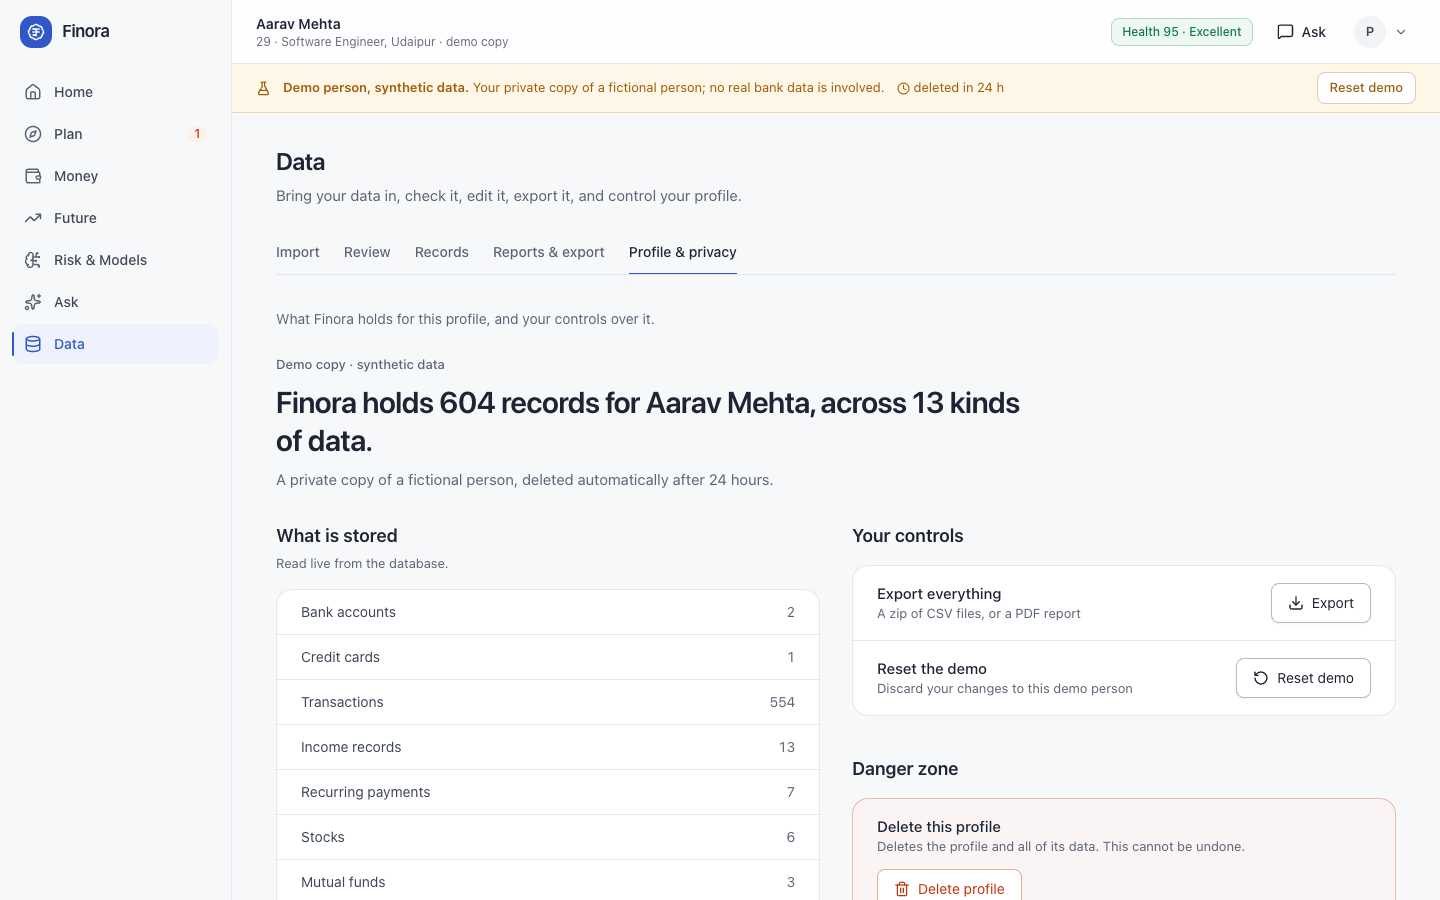 Finora
Home
Plan 1
Money
Future
Risk & Models
Ask
Data
Aarav Mehta
29 · Software Engineer, Udaipur · demo copy
Health 95 · Excellent
Ask
P
Demo person, synthetic data. Your private copy of a fictional person; no real bank data is involved. deleted in 24 h
Reset demo
Data
Bring your data in, check it, edit it, export it, and control your profile.
Import Review Records Reports & export Profile & privacy
What Finora holds for this profile, and your controls over it.
Demo copy · synthetic data
Finora holds 604 records for Aarav Mehta, across 13 kinds
of data.
A private copy of a fictional person, deleted automatically after 24 hours.
What is stored
Read live from the database.
Bank accounts 2
Credit cards 1
Transactions 554
Income records 13
Recurring payments 7
Stocks 6
Mutual funds 3
Your controls
Export everything
A zip of CSV files, or a PDF report
Export
Reset the demo
Discard your changes to this demo person
Reset demo
Danger zone
Delete this profile
Deletes the profile and all of its data. This cannot be undone.
Delete profile